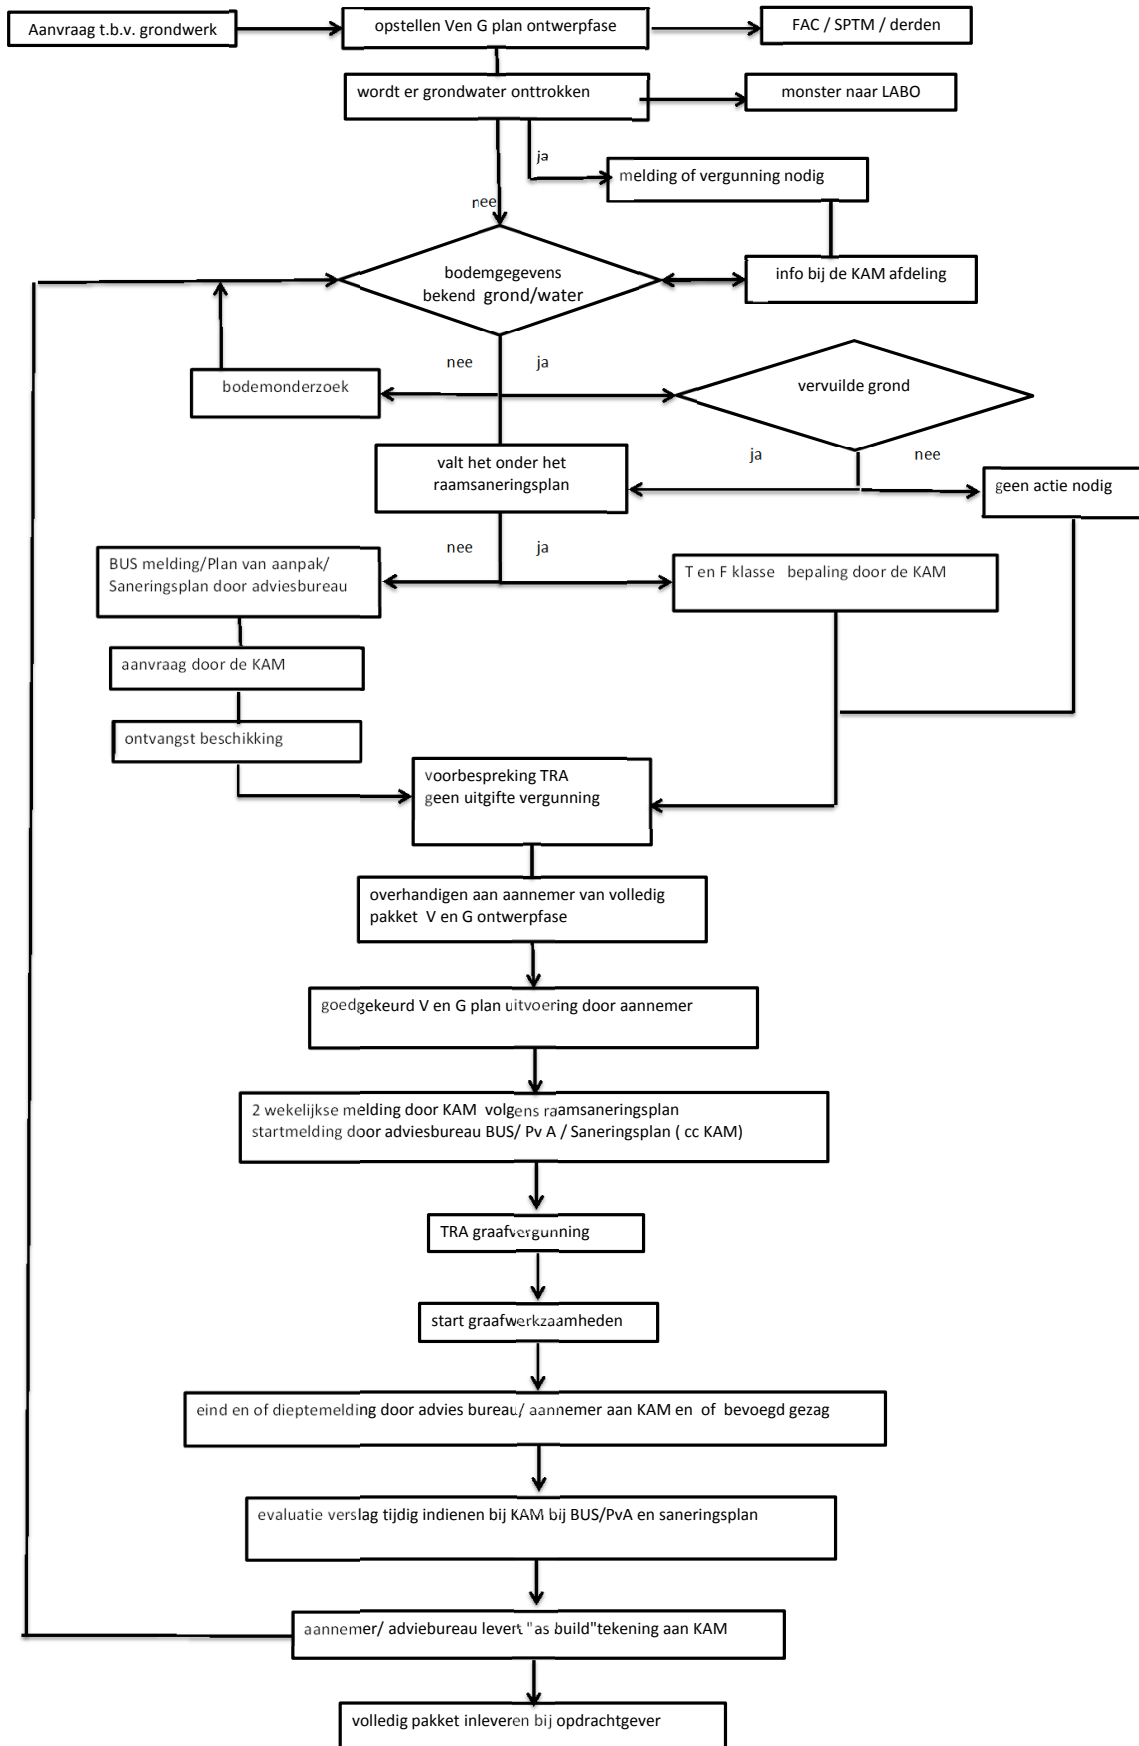 Aanvraag t.b.v. grondwerk
opstellen Ven G plan ontwerpfase
FAC / SPTM / derden
wordt er grondwater onttrokken
monster naar LABO
ja
melding of vergunning nodig
nee
bodemgegevens
bekend grond/water
info bij de KAM afdeling
nee
ja
bodemonderzoek
vervuilde grond
valt het onder het
raamsaneringsplan
ja
nee
geen actie nodig
nee
ja
BUS melding/Plan van aanpak/
Saneringsplan door adviesbureau
T en F klasse bepaling door de KAM
aanvraag door de KAM
ontvangst beschikking
voorbespreking TRA
geen uitgifte vergunning
overhandigen aan aannemer van volledig
pakket V en G ontwerpfase
goedgekeurd V en G plan uitvoering door aannemer
2 wekelijkse melding door KAM volgens raamsaneringsplan
startmelding door adviesbureau BUS/ Pv A / Saneringsplan ( cc KAM)
TRA graafvergunning
start graafwerkzaamheden
eind en of dieptemelding door advies bureau/ aannemer aan KAM en of bevoegd gezag
evaluatie verslag tijdig indienen bij KAM bij BUS/PvA en saneringsplan
aannemer/ adviebureau levert "as build"tekening aan KAM
volledig pakket inleveren bij opdrachtgever